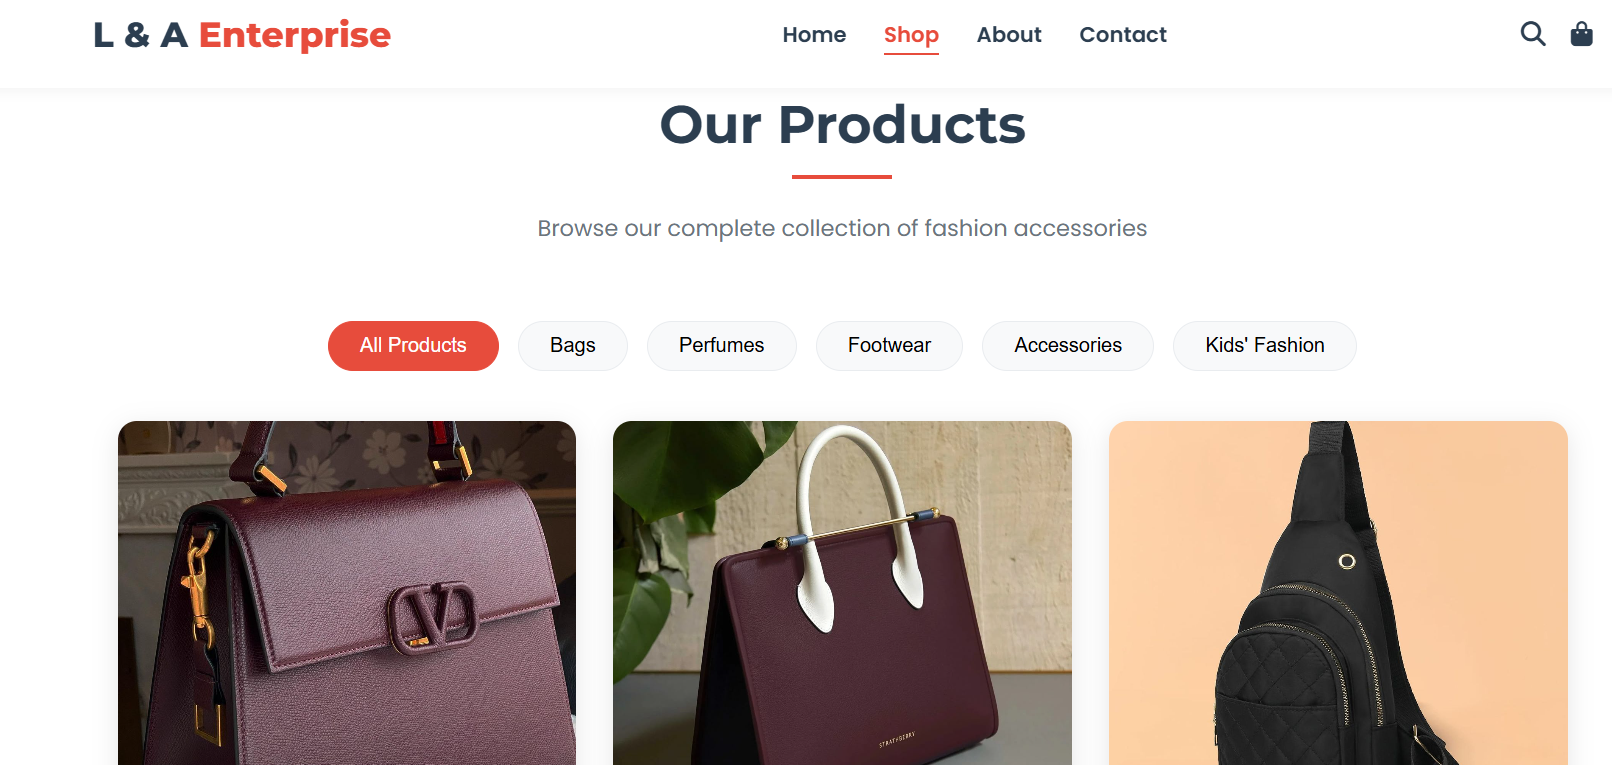 L & A Enterprise
Home Shop About Contact
Our Products
Browse our complete collection of fashion accessories
All Products Bags Perfumes Footwear Accessories Kids' Fashion
STRATHBERRY